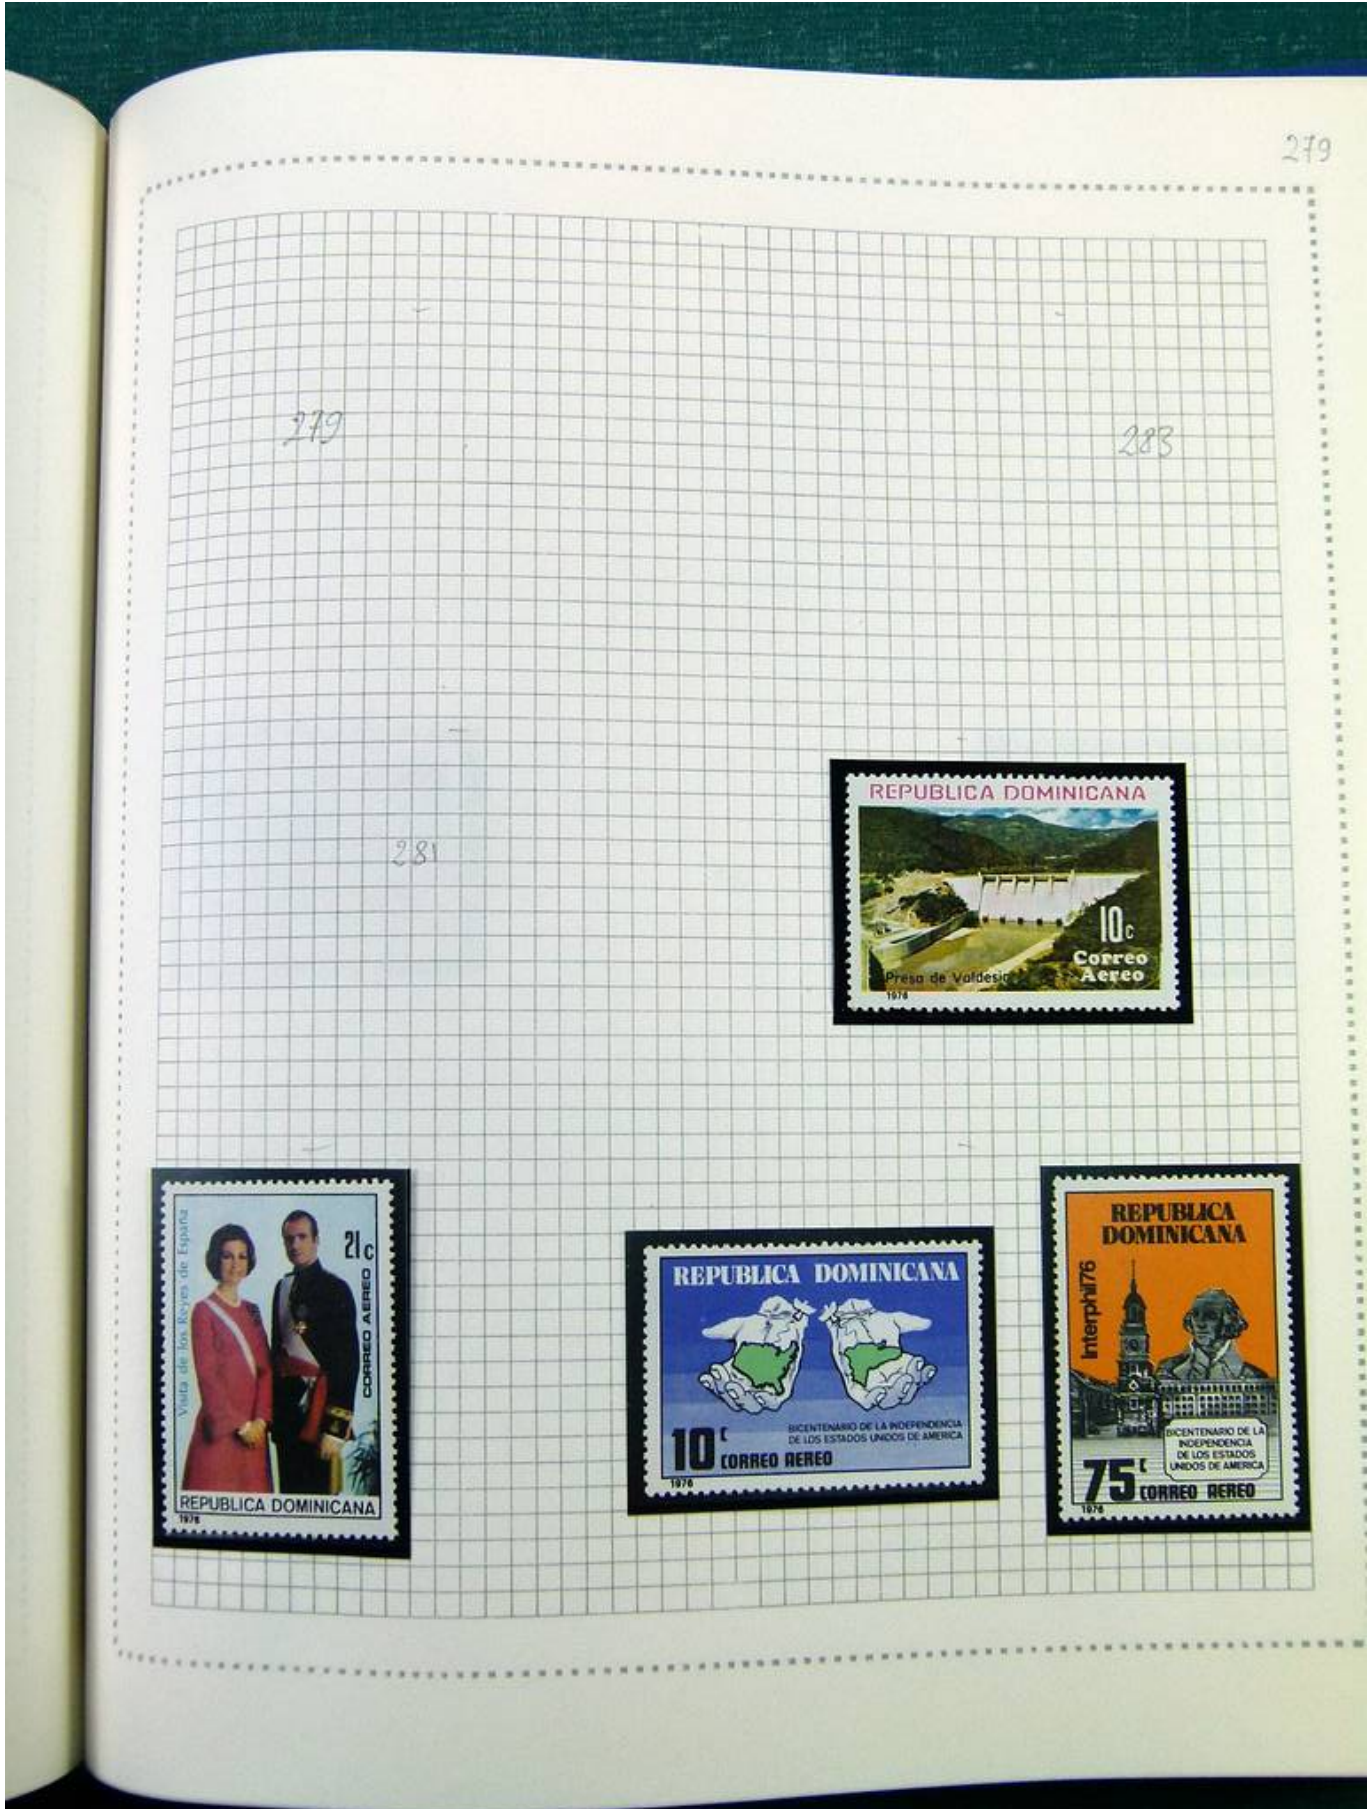 279
279
283
281
REPUBLICA DOMINICANA
10c
Correo
Aereo
Presa de Valdesia
1976
Visita de los Reyes de España
21c
CORREO AEREO
REPUBLICA DOMINICANA
1976
REPUBLICA DOMINICANA
BICENTENARIO DE LA INDEPENDENCIA
DE LOS ESTADOS UNIDOS DE AMERICA
10c CORREO AEREO
1976
REPUBLICA
DOMINICANA
Interphil76
BICENTENARIO DE LA
INDEPENDENCIA
DE LOS ESTADOS
UNIDOS DE AMERICA
75c CORREO AEREO
1976